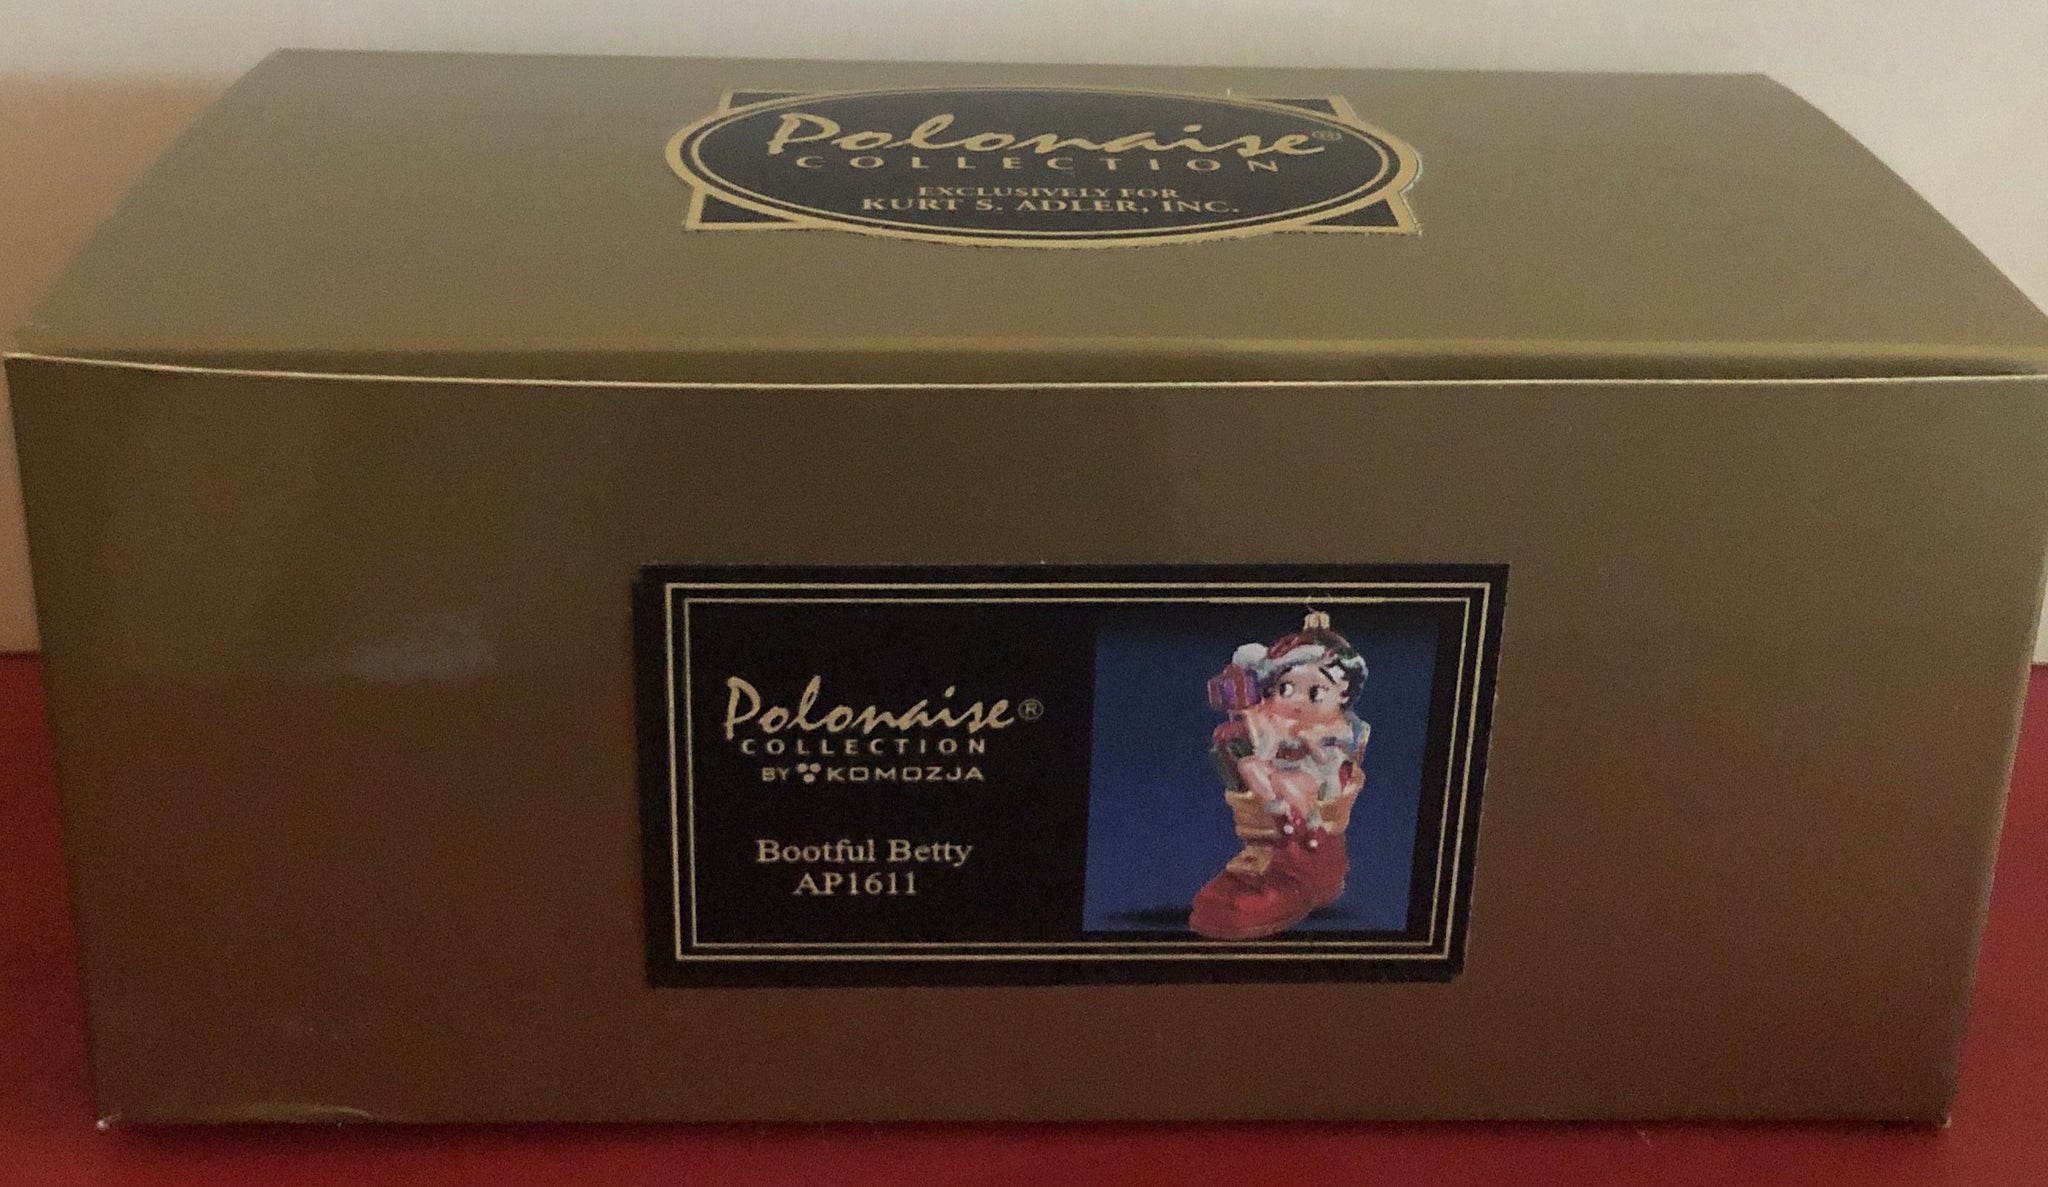 Polonaise®
COLLECTION
EXCLUSIVELY FOR
KURT S. ADLER, INC.
Polonaise®
COLLECTION
BY KOMOZJA
Bootful Betty
AP1611